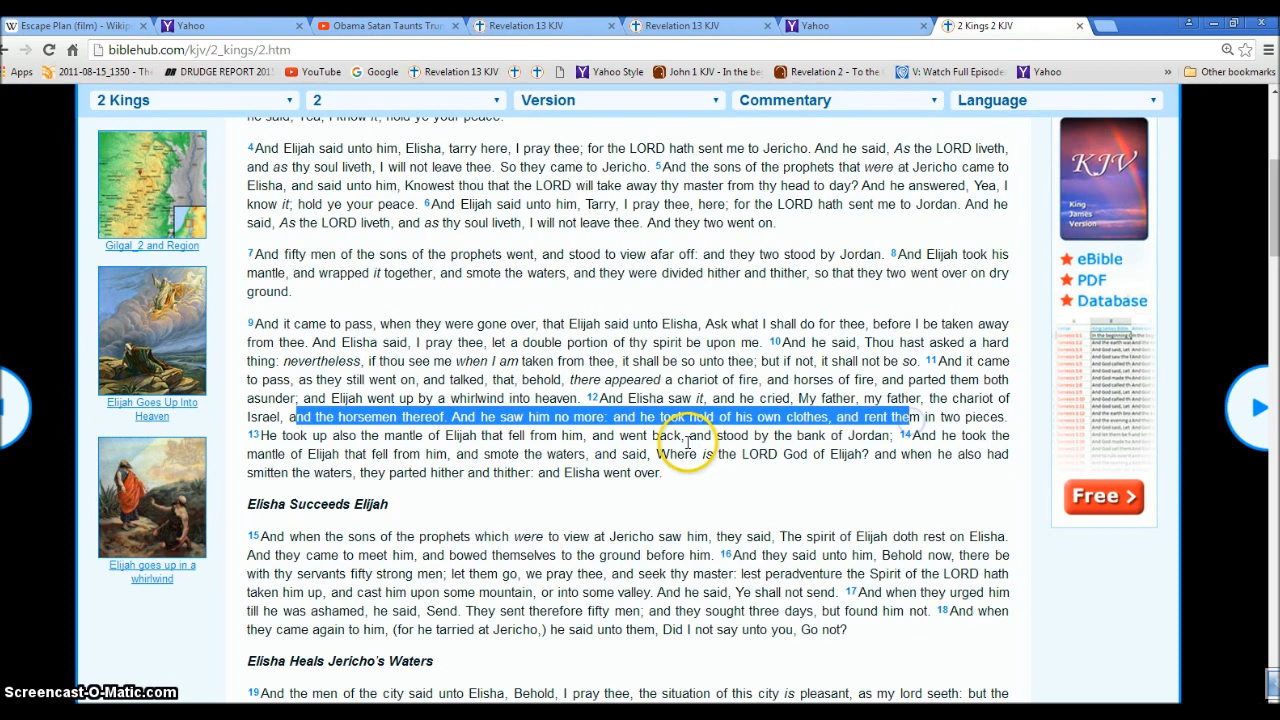 Escape Plan (film) - Wikip
Yahoo
Obama Satan Taunts Trun
Revelation 13 KJV
Revelation 13 KJV
Yahoo
2 Kings 2 KJV
biblehub.com/kjv/2_kings/2.htm
Apps
2011-08-15_1350 - The
DRUDGE REPORT 2015
YouTube
Google
Revelation 13 KJV
Yahoo Style
John 1 KJV - In the be
Revelation 2 - To the
V: Watch Full Episode
Yahoo
»
Other bookmarks
2 Kings
2
Version
Commentary
Language
he said, Yea, I know it; hold ye your peace.
4And Elijah said unto him, Elisha, tarry here, I pray thee; for the LORD hath sent me to Jericho. And he said, As the LORD liveth,
and as thy soul liveth, I will not leave thee. So they came to Jericho. 5And the sons of the prophets that were at Jericho came to
Elisha, and said unto him, Knowest thou that the LORD will take away thy master from thy head to day? And he answered, Yea, I
know it; hold ye your peace. 6And Elijah said unto him, Tarry, I pray thee, here; for the LORD hath sent me to Jordan. And he
said, As the LORD liveth, and as thy soul liveth, I will not leave thee. And they two went on.
7And fifty men of the sons of the prophets went, and stood to view afar off: and they two stood by Jordan. 8And Elijah took his
mantle, and wrapped it together, and smote the waters, and they were divided hither and thither, so that they two went over on dry
ground.
9And it came to pass, when they were gone over, that Elijah said unto Elisha, Ask what I shall do for thee, before I be taken away
from thee. And Elisha said, I pray thee, let a double portion of thy spirit be upon me. 10And he said, Thou hast asked a hard
thing: nevertheless, if thou see me when I am taken from thee, it shall be so unto thee; but if not, it shall not be so. 11And it came
to pass, as they still went on, and talked, that, behold, there appeared a chariot of fire, and horses of fire, and parted them both
asunder; and Elijah went up by a whirlwind into heaven. 12And Elisha saw it, and he cried, My father, my father, the chariot of
Israel, and the horsemen thereof. And he saw him no more: and he took hold of his own clothes, and rent them in two pieces.
13He took up also the mantle of Elijah that fell from him, and went back, and stood by the bank of Jordan; 14And he took the
mantle of Elijah that fell from him, and smote the waters, and said, Where is the LORD God of Elijah? and when he also had
smitten the waters, they parted hither and thither: and Elisha went over.
Elisha Succeeds Elijah
15And when the sons of the prophets which were to view at Jericho saw him, they said, The spirit of Elijah doth rest on Elisha.
And they came to meet him, and bowed themselves to the ground before him. 16And they said unto him, Behold now, there be
with thy servants fifty strong men; let them go, we pray thee, and seek thy master: lest peradventure the Spirit of the LORD hath
taken him up, and cast him upon some mountain, or into some valley. And he said, Ye shall not send. 17And when they urged him
till he was ashamed, he said, Send. They sent therefore fifty men; and they sought three days, but found him not. 18And when
they came again to him, (for he tarried at Jericho,) he said unto them, Did I not say unto you, Go not?
Elisha Heals Jericho's Waters
19And the men of the city said unto Elisha, Behold, I pray thee, the situation of this city is pleasant, as my lord seeth: but the
Gilgal_2 and Region
Elijah Goes Up Into
Heaven
Elijah goes up in a
whirlwind
KJV
King
James
Version
eBible
PDF
Database
Free >
Screencast-O-Matic.com